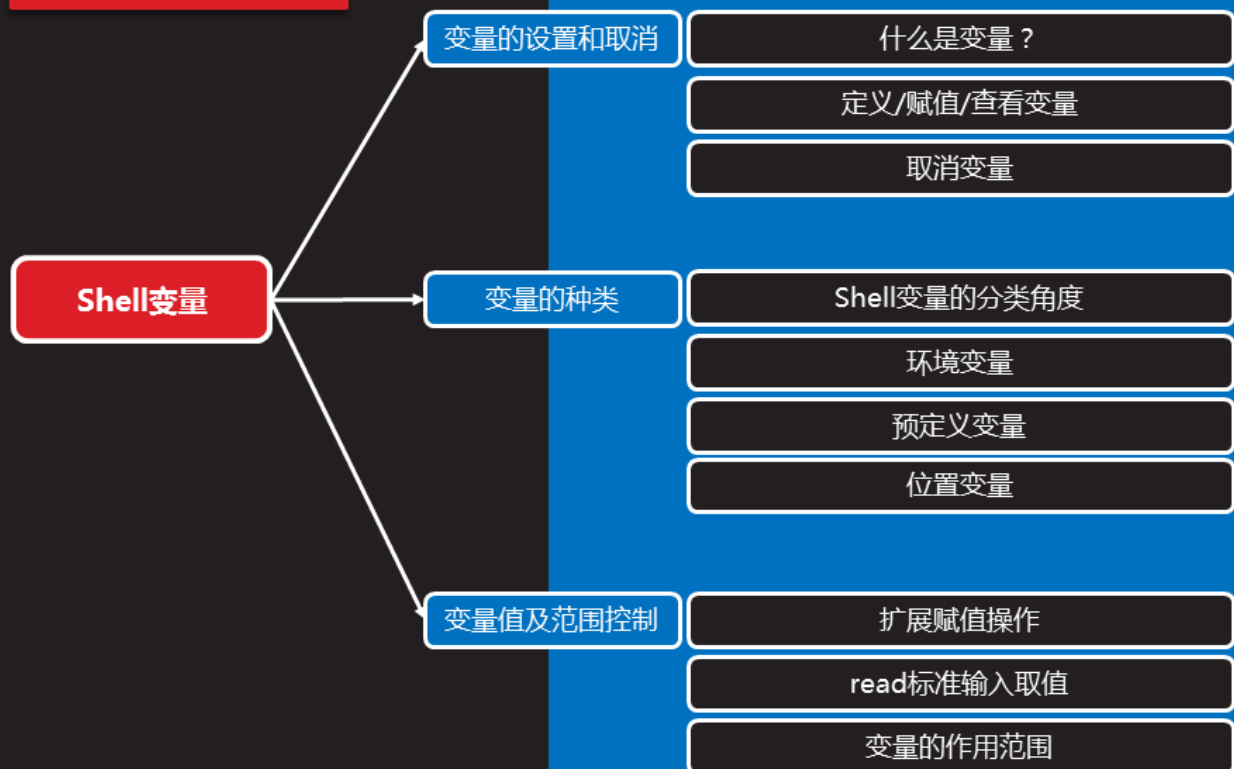 变量的设置和取消
什么是变量？
定义/赋值/查看变量
取消变量
Shell变量
变量的种类
Shell变量的分类角度
环境变量
预定义变量
位置变量
变量值及范围控制
扩展赋值操作
read标准输入取值
变量的作用范围